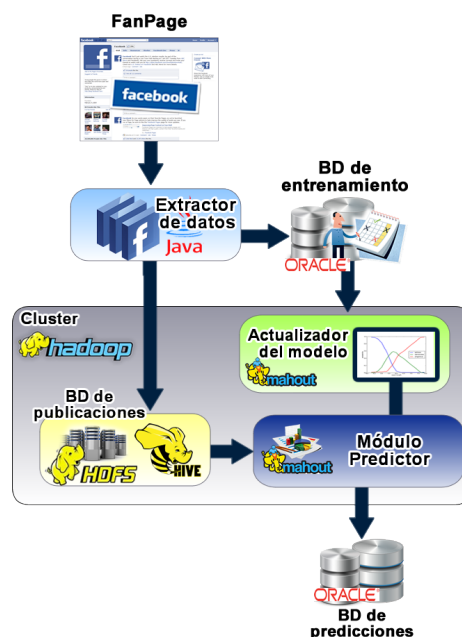 FanPage
facebook
Extractor
de datos
Java
BD de
entrenamiento
ORACLE
Cluster
hadoop
Actualizador
del modelo
mahout
BD de
publicaciones
HDFS
HIVE
Módulo
Predictor
mahout
ORACLE
BD de
predicciones